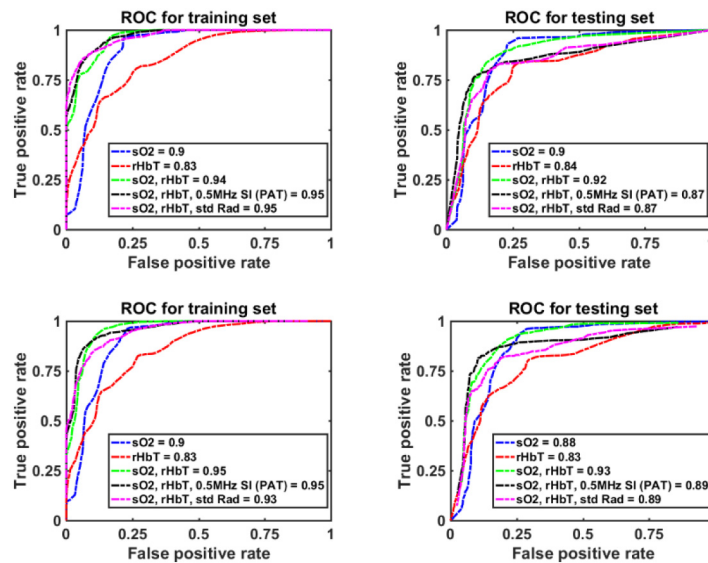 ROC for training set
1
0.75
0.5
0.25
0
True positive rate
sO2 = 0.9
rHbT = 0.83
sO2, rHbT = 0.94
sO2, rHbT, 0.5MHz SI (PAT) = 0.95
sO2, rHbT, std Rad = 0.95
0 0.25 0.5 0.75 1
False positive rate
ROC for testing set
1
0.75
0.5
0.25
0
True positive rate
sO2 = 0.9
rHbT = 0.84
sO2, rHbT = 0.92
sO2, rHbT, 0.5MHz SI (PAT) = 0.87
sO2, rHbT, std Rad = 0.87
0 0.25 0.5 0.75
False positive rate
ROC for training set
1
0.75
0.5
0.25
0
True positive rate
sO2 = 0.9
rHbT = 0.83
sO2, rHbT = 0.95
sO2, rHbT, 0.5MHz SI (PAT) = 0.95
sO2, rHbT, std Rad = 0.93
0 0.25 0.5 0.75 1
False positive rate
ROC for testing set
1
0.75
0.5
0.25
0
True positive rate
sO2 = 0.88
rHbT = 0.83
sO2, rHbT = 0.93
sO2, rHbT, 0.5MHz SI (PAT) = 0.89
sO2, rHbT, std Rad = 0.89
0 0.25 0.5 0.75
False positive rate